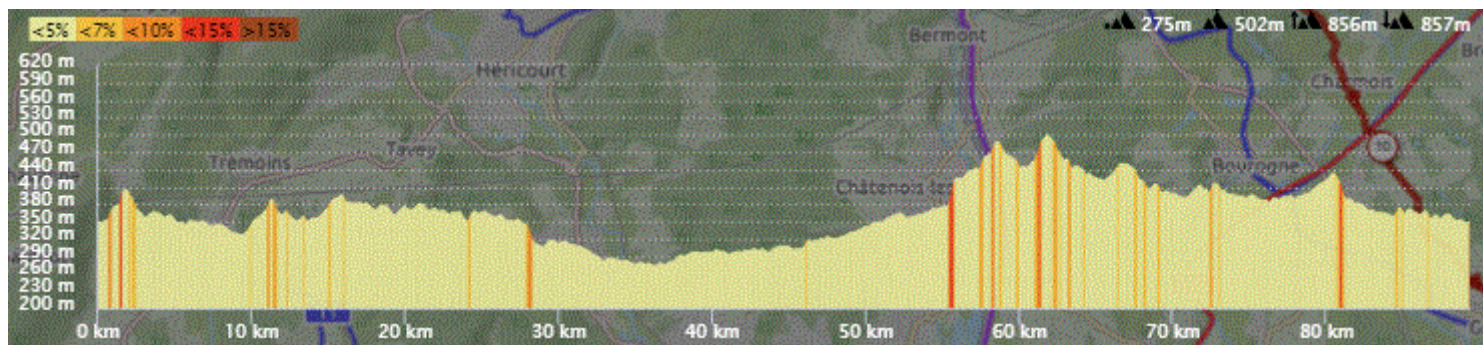 <5% <7% <10% <15% >15%
275m 502m 856m 857m
Bermont
Héricourt
Charmois
Trémoins
Tavey
Bourogne
Châtenois-les
10
620 m
590 m
560 m
530 m
500 m
470 m
440 m
410 m
380 m
350 m
320 m
290 m
260 m
230 m
200 m
0 km 10 km 20 km 30 km 40 km 50 km 60 km 70 km 80 km